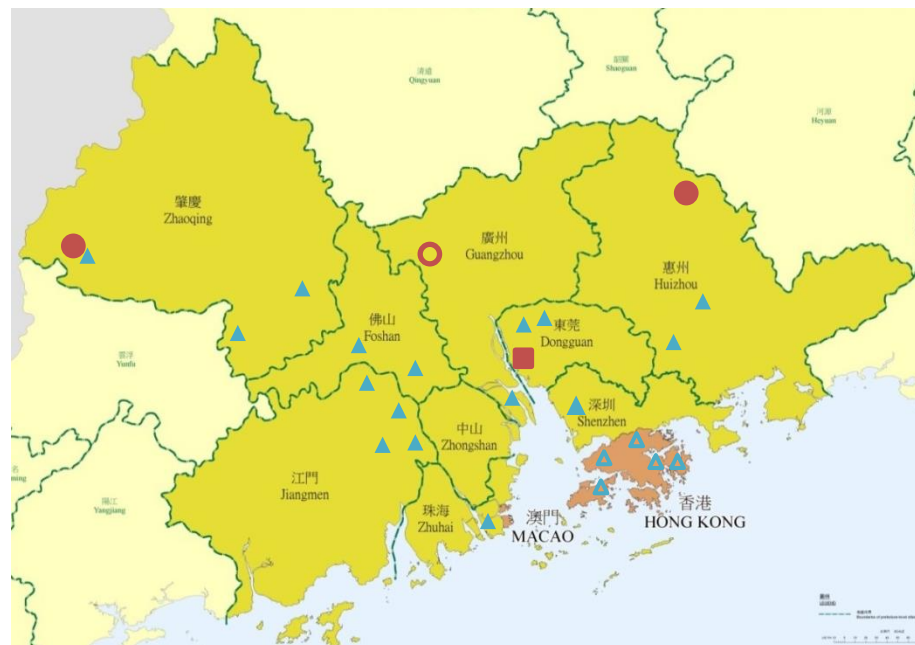 清遠
Qingyuan
韶關
Shaoguan
河源
Heyuan
肇慶
Zhaoqing
廣州
Guangzhou
惠州
Huizhou
佛山
Foshan
東莞
Dongguan
雲浮
Yunfu
深圳
Shenzhen
中山
Zhongshan
江門
Jiangmen
珠海
Zhuhai
澳門
MACAO
香港
HONG KONG
陽江
Yangjiang